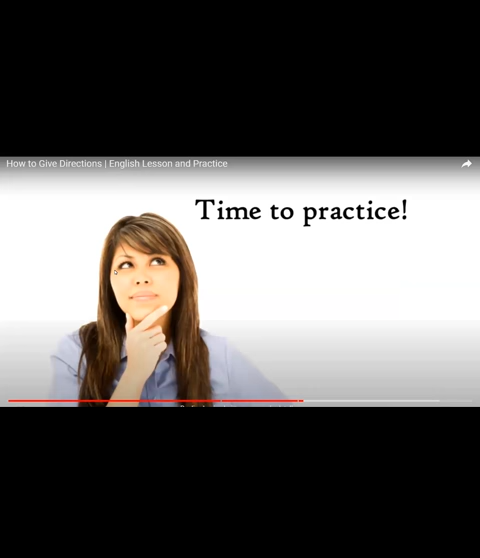 How to Give Directions | English Lesson and Practice
Time to practice!